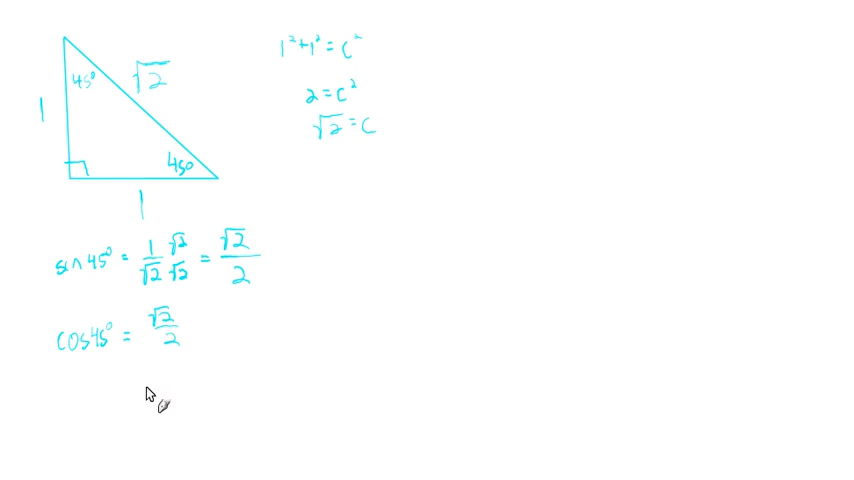 1² + 1² = c²
45° √2
1
2 = c²
√2 = c
45°
1
sin 45° = 1/√2 √2/√2 = √2/2
cos 45° = √2/2